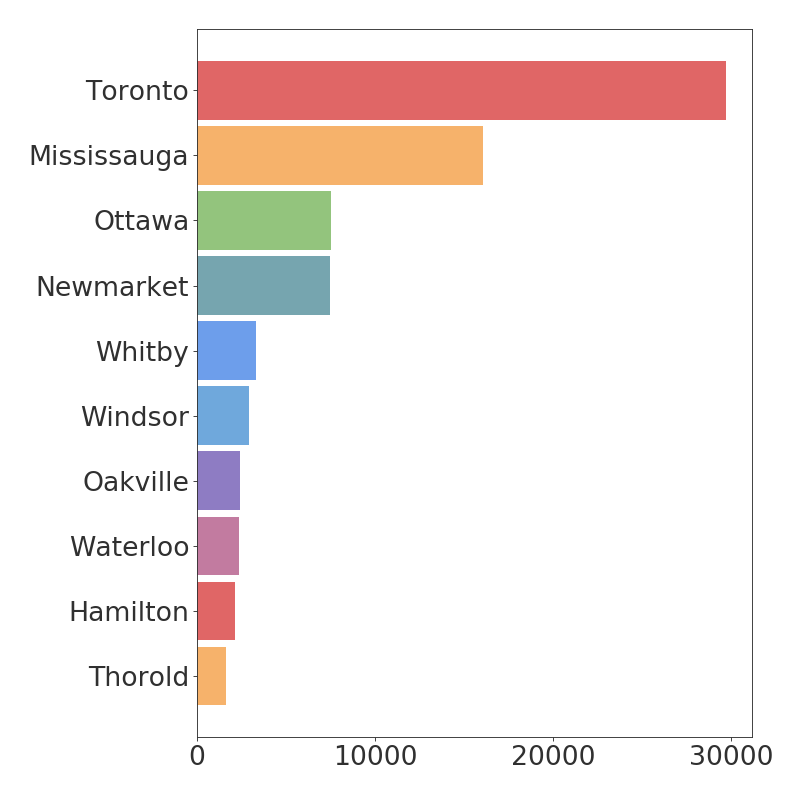 Toronto
Mississauga
Ottawa
Newmarket
Whitby
Windsor
Oakville
Waterloo
Hamilton
Thorold
0 10000 20000 30000